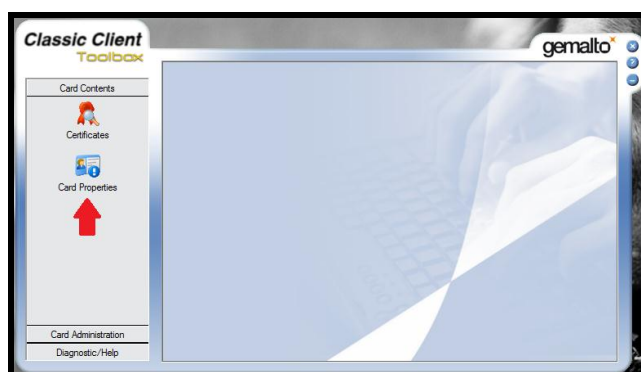 Classic Client
Toolbox
gemalto
Card Contents
Certificates
Card Properties
Card Administration
Diagnostic/Help